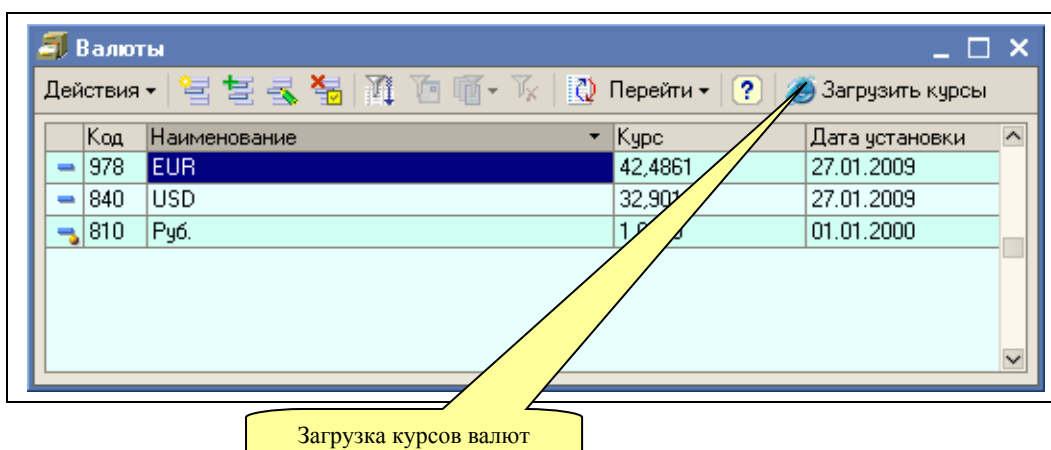 Валюты
Действия Перейти ? Загрузить курсы
Код Наименование Курс Дата установки
978 EUR 42,4861 27.01.2009
840 USD 27.01.2009
810 Руб. 01.01.2000
Загрузка курсов валют